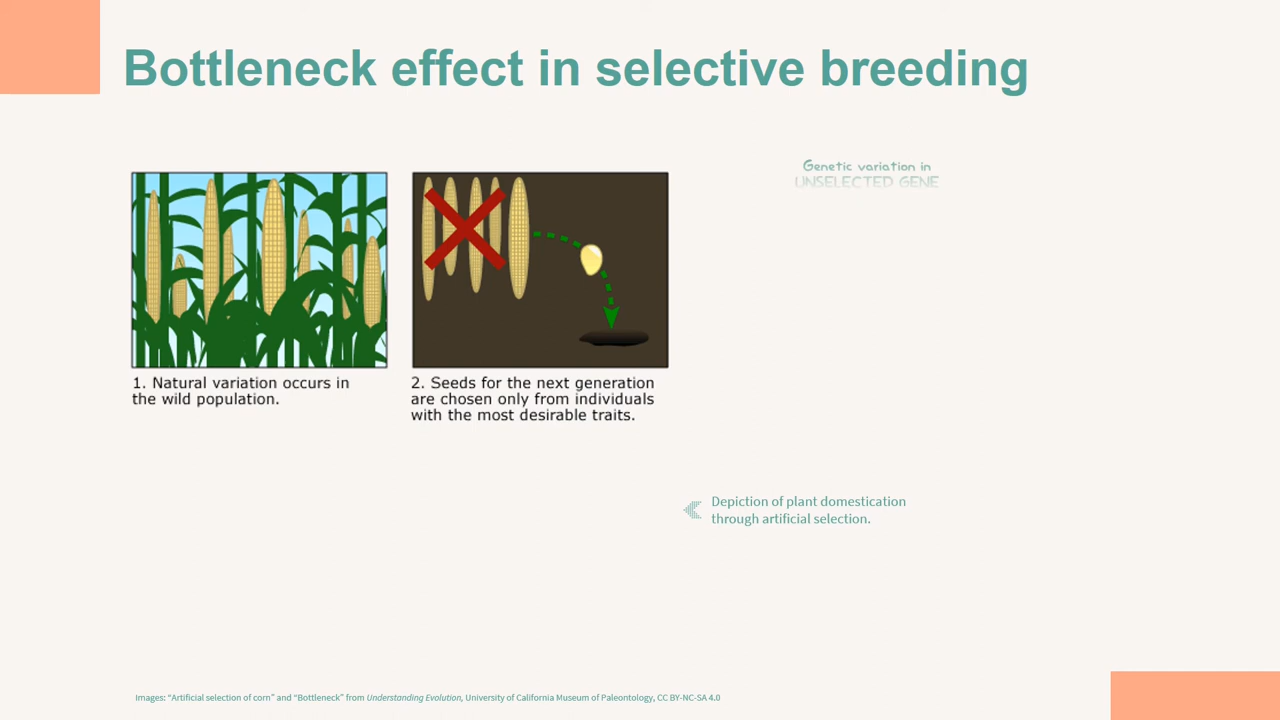 Bottleneck effect in selective breeding
Genetic variation in
UNSELECTED GENE
1. Natural variation occurs in
the wild population.
2. Seeds for the next generation
are chosen only from individuals
with the most desirable traits.
Depiction of plant domestication
through artificial selection.
Images: “Artificial selection of corn” and “Bottleneck” from Understanding Evolution, University of California Museum of Paleontology, CC BY-NC-SA 4.0